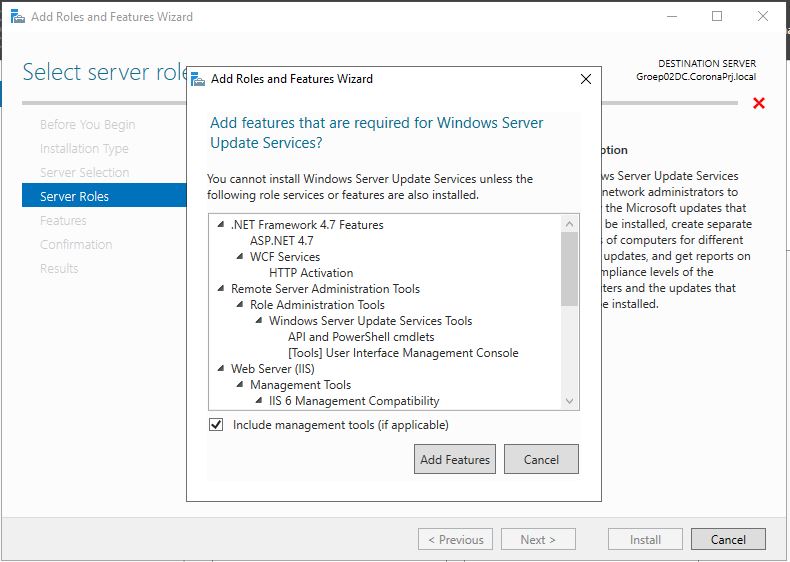 Add Roles and Features Wizard
Select server
DESTINATION SERVER
Groep02DC.CoronaPrj.local
Before You Begin
Installation Type
Server Selection
Server Roles
Features
Confirmation
Results
Add Roles and Features Wizard
Add features that are required for Windows Server
Update Services?
You cannot install Windows Server Update Services unless the
following role services or features are also installed.
.NET Framework 4.7 Features
ASP.NET 4.7
WCF Services
HTTP Activation
Remote Server Administration Tools
Role Administration Tools
Windows Server Update Services Tools
API and PowerShell cmdlets
[Tools] User Interface Management Console
Web Server (IIS)
Management Tools
IIS 6 Management Compatibility
Include management tools (if applicable)
Add Features
Cancel
Server Update Services
network administrators to
the Microsoft updates that
be installed, create separate
of computers for different
updates, and get reports on
levels of the
and the updates that
installed.
< Previous
Next >
Install
Cancel